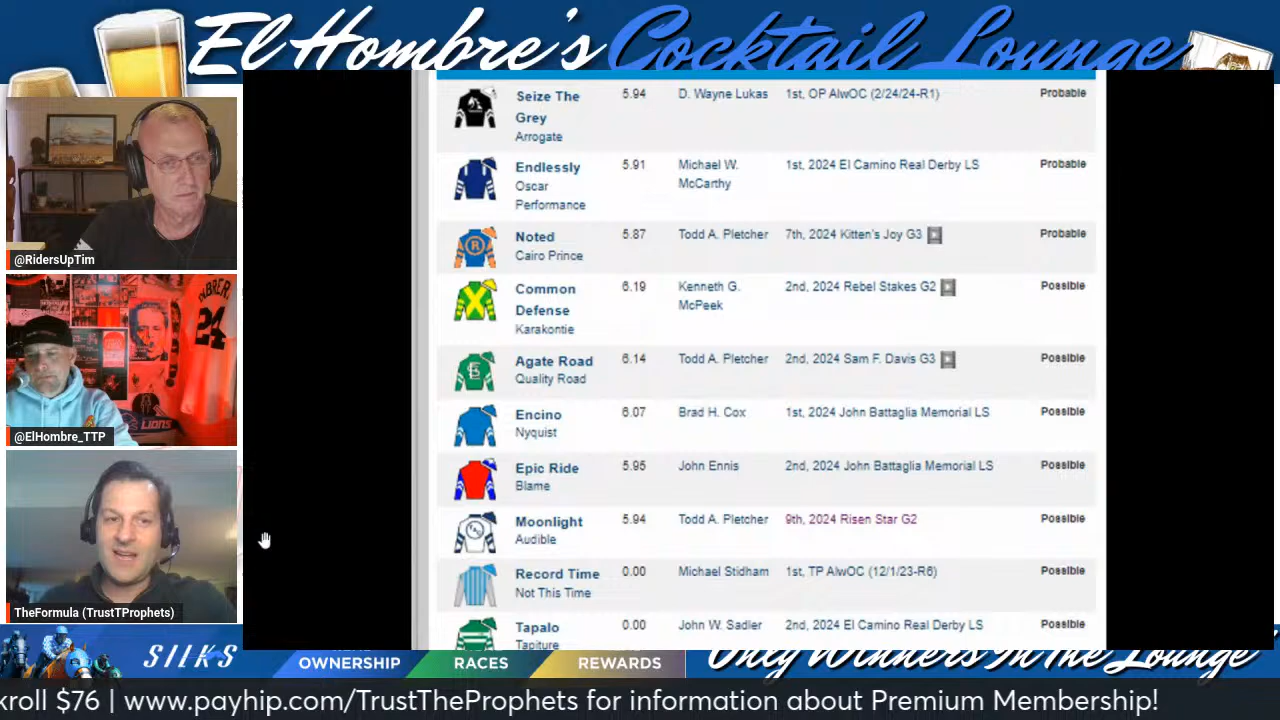 El Hombre's Cocktail Lounge
Seize The
Grey
Arrogate
5.94
D. Wayne Lukas
1st, OP AlwOC (2/24/24-R1)
Probable
Endlessly
Oscar
Performance
5.91
Michael W.
McCarthy
1st, 2024 El Camino Real Derby LS
Probable
Noted
Cairo Prince
5.87
Todd A. Pletcher
7th, 2024 Kitten's Joy G3
Probable
Common
Defense
Karakontie
6.19
Kenneth G.
McPeek
2nd, 2024 Rebel Stakes G2
Possible
Agate Road
Quality Road
6.14
Todd A. Pletcher
2nd, 2024 Sam F. Davis G3
Possible
Encino
Nyquist
6.07
Brad H. Cox
1st, 2024 John Battaglia Memorial LS
Possible
Epic Ride
Blame
5.95
John Ennis
2nd, 2024 John Battaglia Memorial LS
Possible
Moonlight
Audible
5.94
Todd A. Pletcher
9th, 2024 Risen Star G2
Possible
Record Time
Not This Time
0.00
Michael Stidham
1st, TP AlwOC (12/1/23-R6)
Possible
Tapalo
Tapiture
0.00
John W. Sadler
2nd, 2024 El Camino Real Derby LS
Possible
@RidersUpTim
24
LIONS
@ElHombre_TTP
TheFormula (TrustTProphets)
SILKS
OWNERSHIP
RACES
REWARDS
Only Winners In The Lounge
kroll $76 | www.payhip.com/TrustTheProphets for information about Premium Membership!